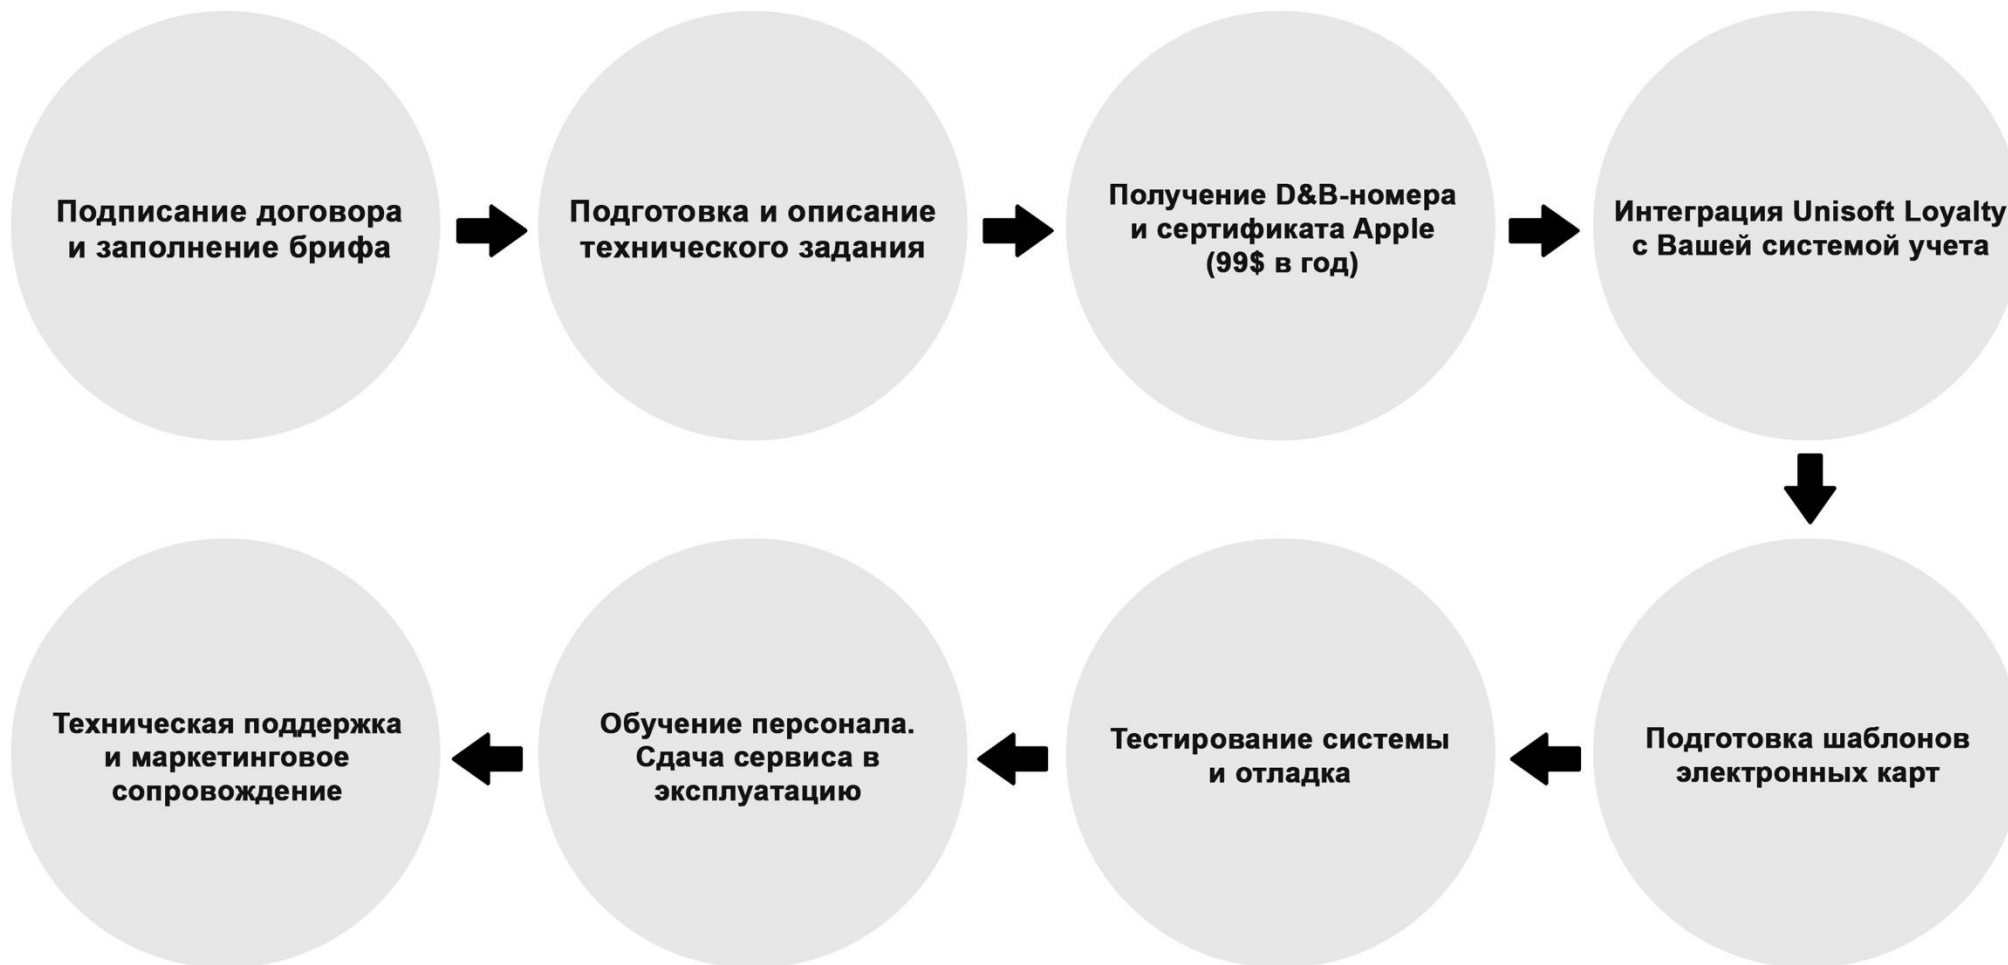 Подписание договора
и заполнение брифа
Подготовка и описание
технического задания
Получение D&B-номера
и сертификата Apple
(99$ в год)
Интеграция Unisoft Loyalty
с Вашей системой учета
Подготовка шаблонов
электронных карт
Тестирование системы
и отладка
Обучение персонала.
Сдача сервиса в
эксплуатацию
Техническая поддержка
и маркетинговое
сопровождение